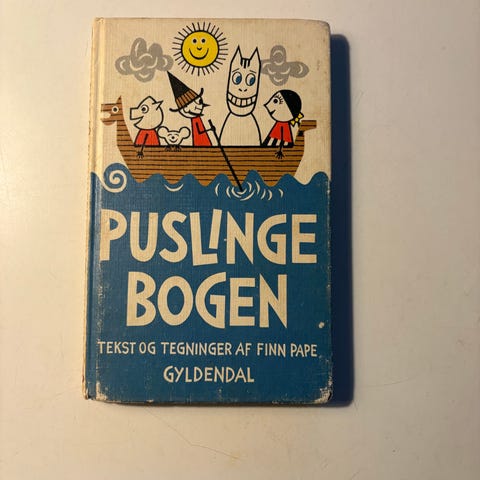 PUSLINGE
BOGEN
TEKST OG TEGNINGER AF FINN PAPE
GYLDENDAL